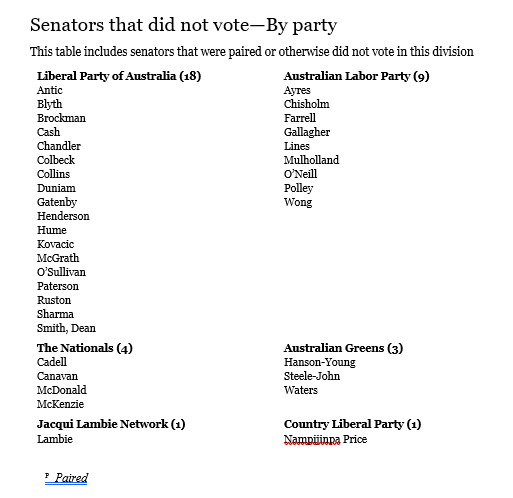 Senators that did not vote—By party
This table includes senators that were paired or otherwise did not vote in this division
Liberal Party of Australia (18)
Antic
Blyth
Brockman
Cash
Chandler
Colbeck
Collins
Duniam
Gatenby
Henderson
Hume
Kovacic
McGrath
O'Sullivan
Paterson
Ruston
Sharma
Smith, Dean
Australian Labor Party (9)
Ayres
Chisholm
Farrell
Gallagher
Lines
Mulholland
O'Neill
Polley
Wong
The Nationals (4)
Cadell
Canavan
McDonald
McKenzie
Australian Greens (3)
Hanson-Young
Steele-John
Waters
Jacqui Lambie Network (1)
Lambie
Country Liberal Party (1)
Nampijinpa Price
P Paired